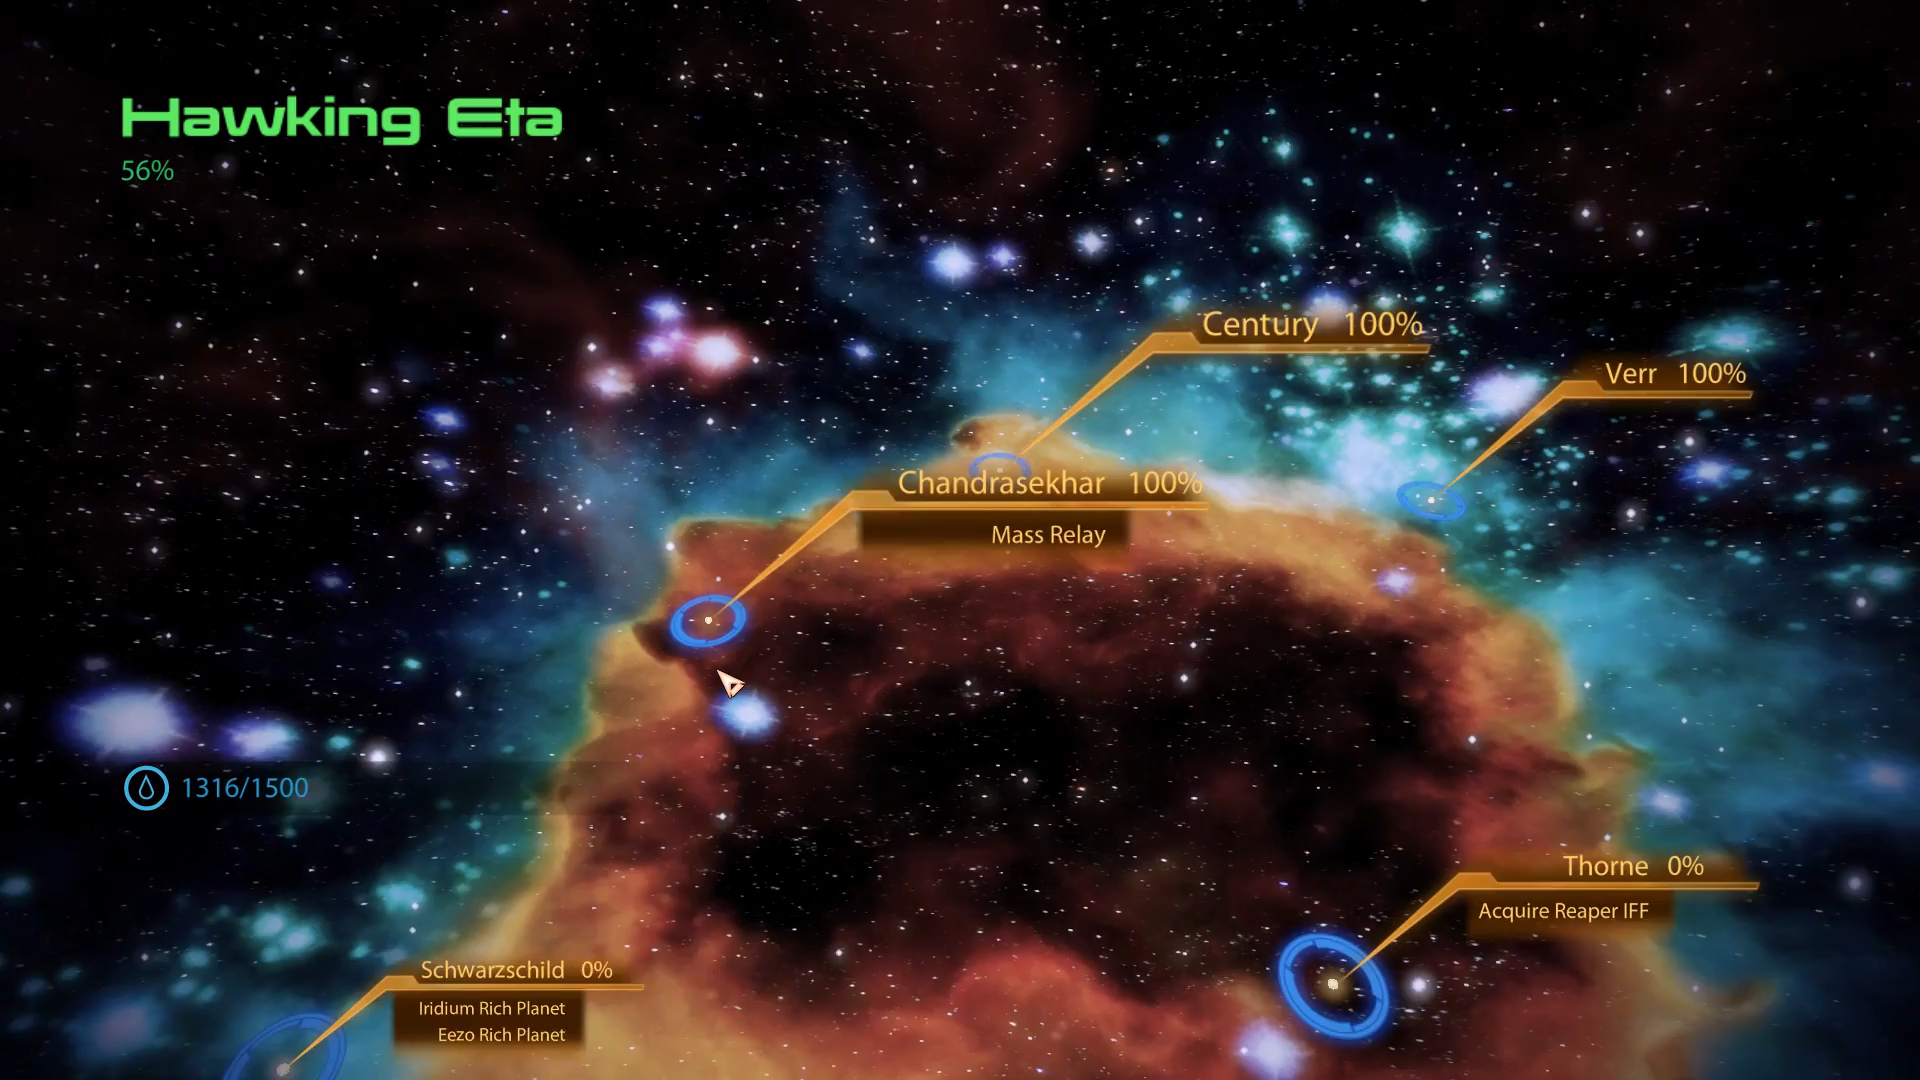 Hawking Eta
56%
Century 100%
Verr 100%
Chandrasekhar 100%
Mass Relay
1316/1500
Thorne 0%
Acquire Reaper IFF
Schwarzschild 0%
Iridium Rich Planet
Eezo Rich Planet